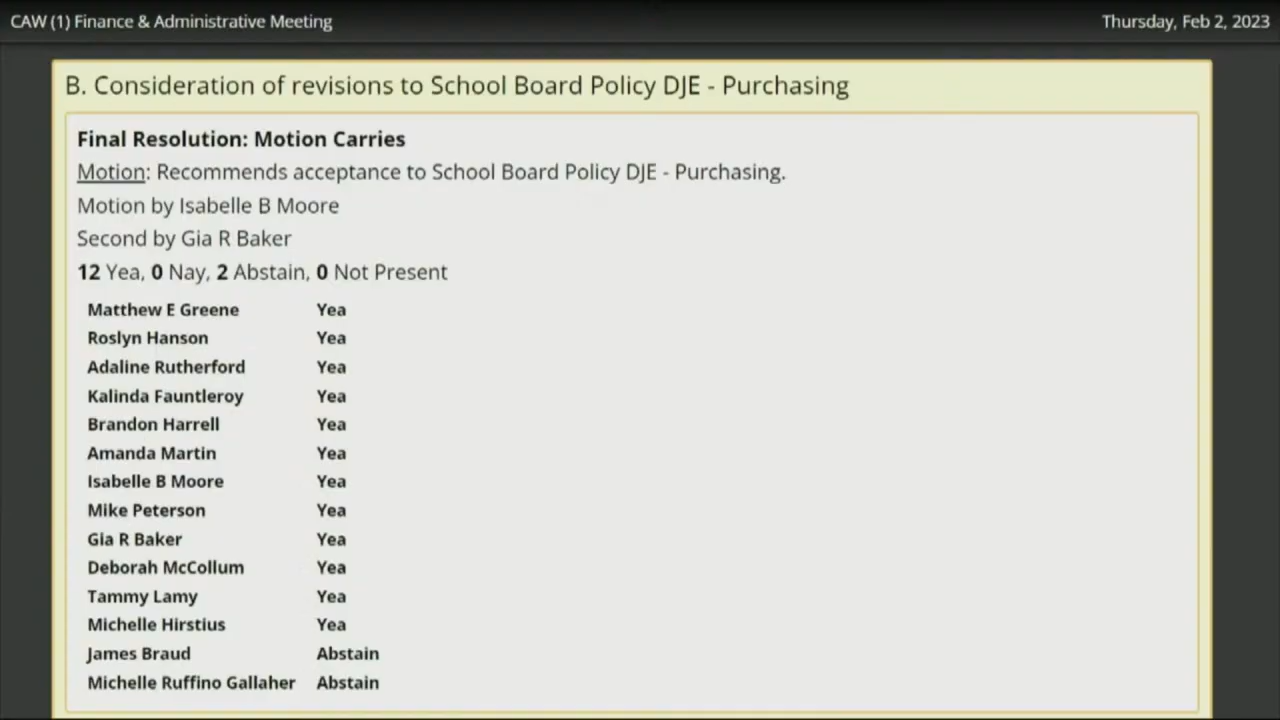 CAW (1) Finance & Administrative Meeting
Thursday, Feb 2, 2023
B. Consideration of revisions to School Board Policy DJE - Purchasing
Final Resolution: Motion Carries
Motion: Recommends acceptance to School Board Policy DJE - Purchasing.
Motion by Isabelle B Moore
Second by Gia R Baker
12 Yea, 0 Nay, 2 Abstain, 0 Not Present
Matthew E Greene Yea
Roslyn Hanson Yea
Adaline Rutherford Yea
Kalinda Fauntleroy Yea
Brandon Harrell Yea
Amanda Martin Yea
Isabelle B Moore Yea
Mike Peterson Yea
Gia R Baker Yea
Deborah McCollum Yea
Tammy Lamy Yea
Michelle Hirstius Yea
James Braud Abstain
Michelle Ruffino Gallaher Abstain